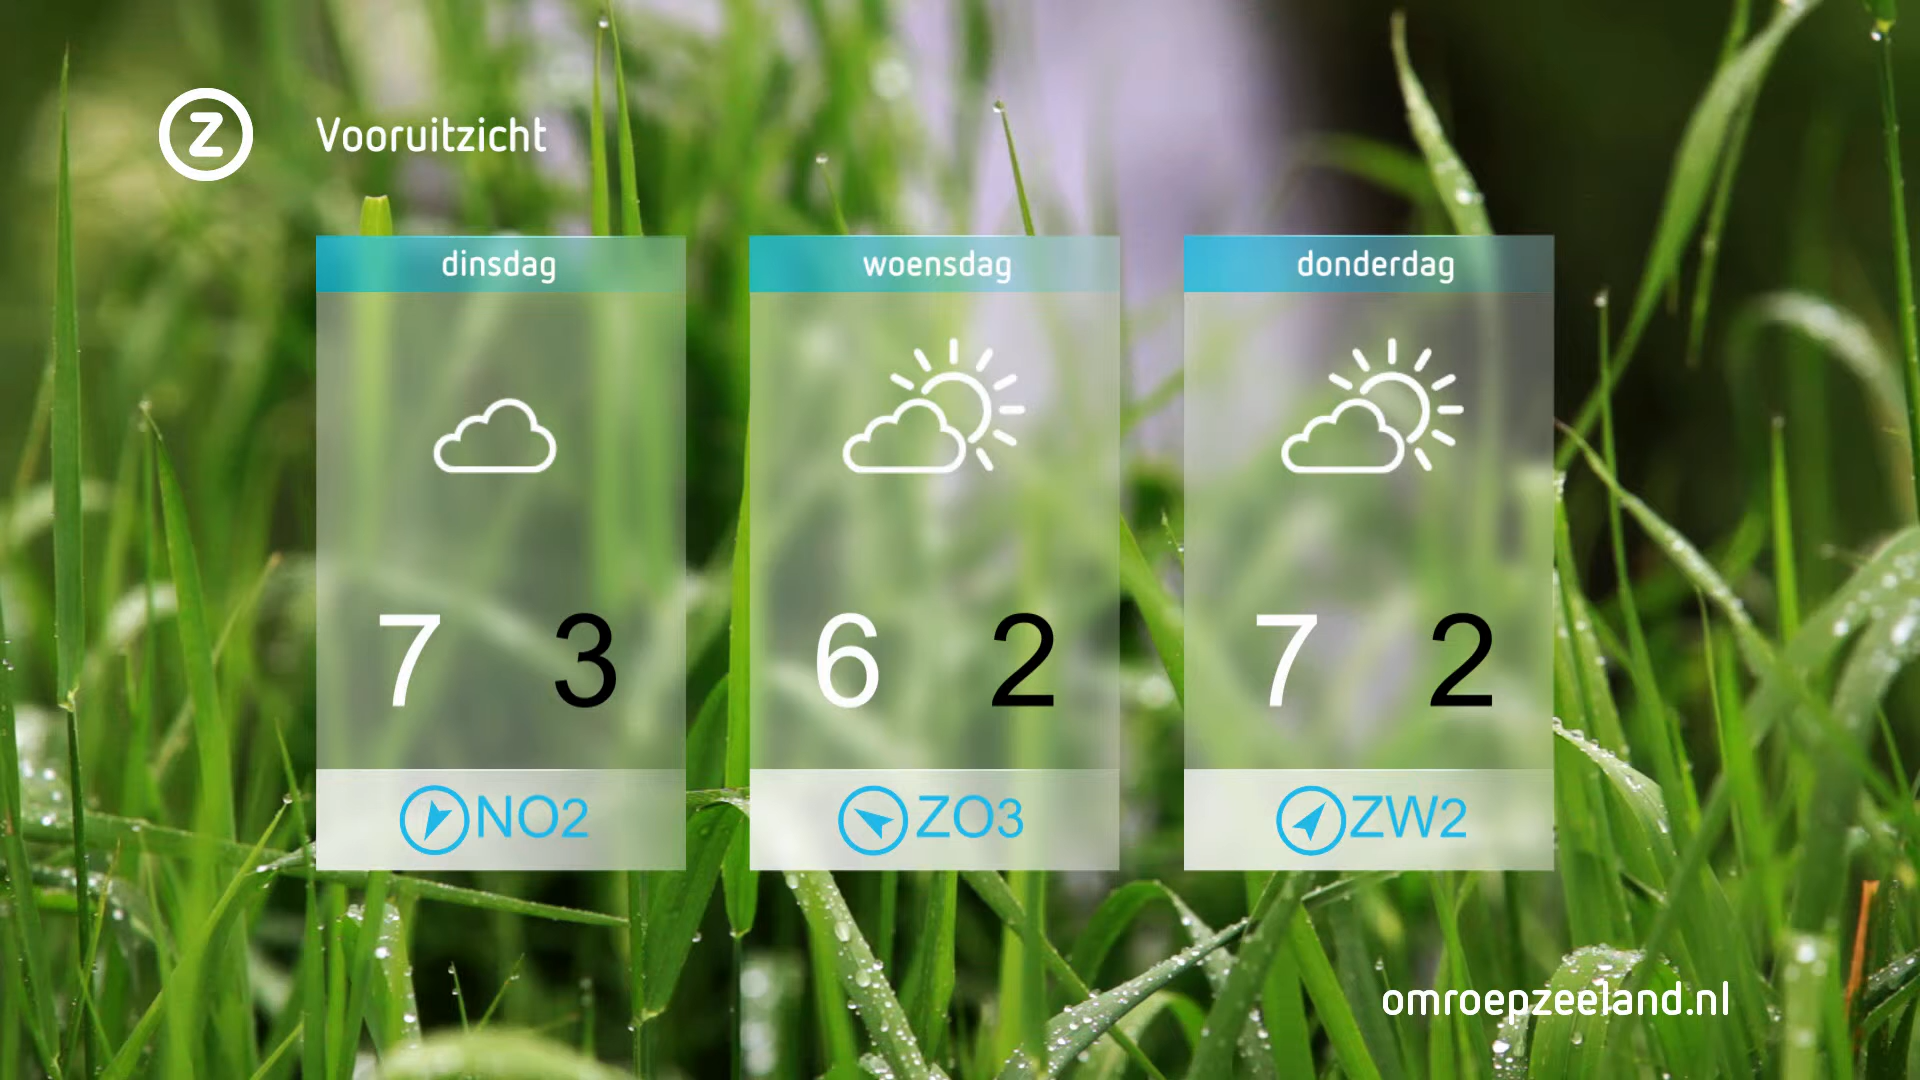 Z
Vooruitzicht
dinsdag
7 3
NO2
woensdag
6 2
ZO3
donderdag
7 2
ZW2
omroepzeeland.nl